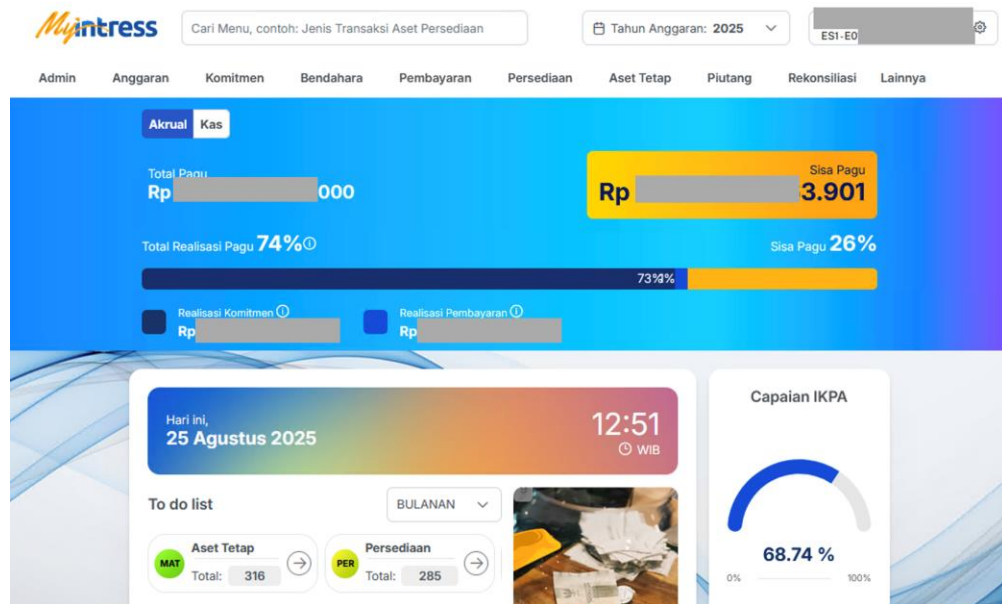 Myintress
Cari Menu, contoh: Jenis Transaksi Aset Persediaan
Tahun Anggaran: 2025
ES1-E0
Admin Anggaran Komitmen Bendahara Pembayaran Persediaan Aset Tetap Piutang Rekonsiliasi Lainnya
Akrual Kas
Total Pagu
Rp 000
Sisa Pagu
Rp 3.901
Total Realisasi Pagu 74%
Sisa Pagu 26%
73%
Realisasi Komitmen
Rp
Realisasi Pembayaran
Rp
Hari ini,
25 Agustus 2025
12:51
WIB
To do list
BULANAN
MAT
Aset Tetap
Total: 316
PER
Persediaan
Total: 285
Capaian IKPA
68.74 %
0% 100%